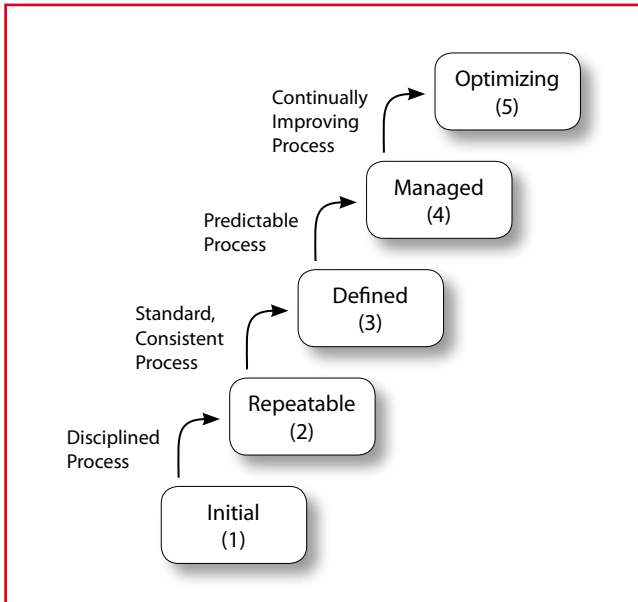 Optimizing
(5)
Continually
Improving
Process
Managed
(4)
Predictable
Process
Defined
(3)
Standard,
Consistent
Process
Repeatable
(2)
Disciplined
Process
Initial
(1)